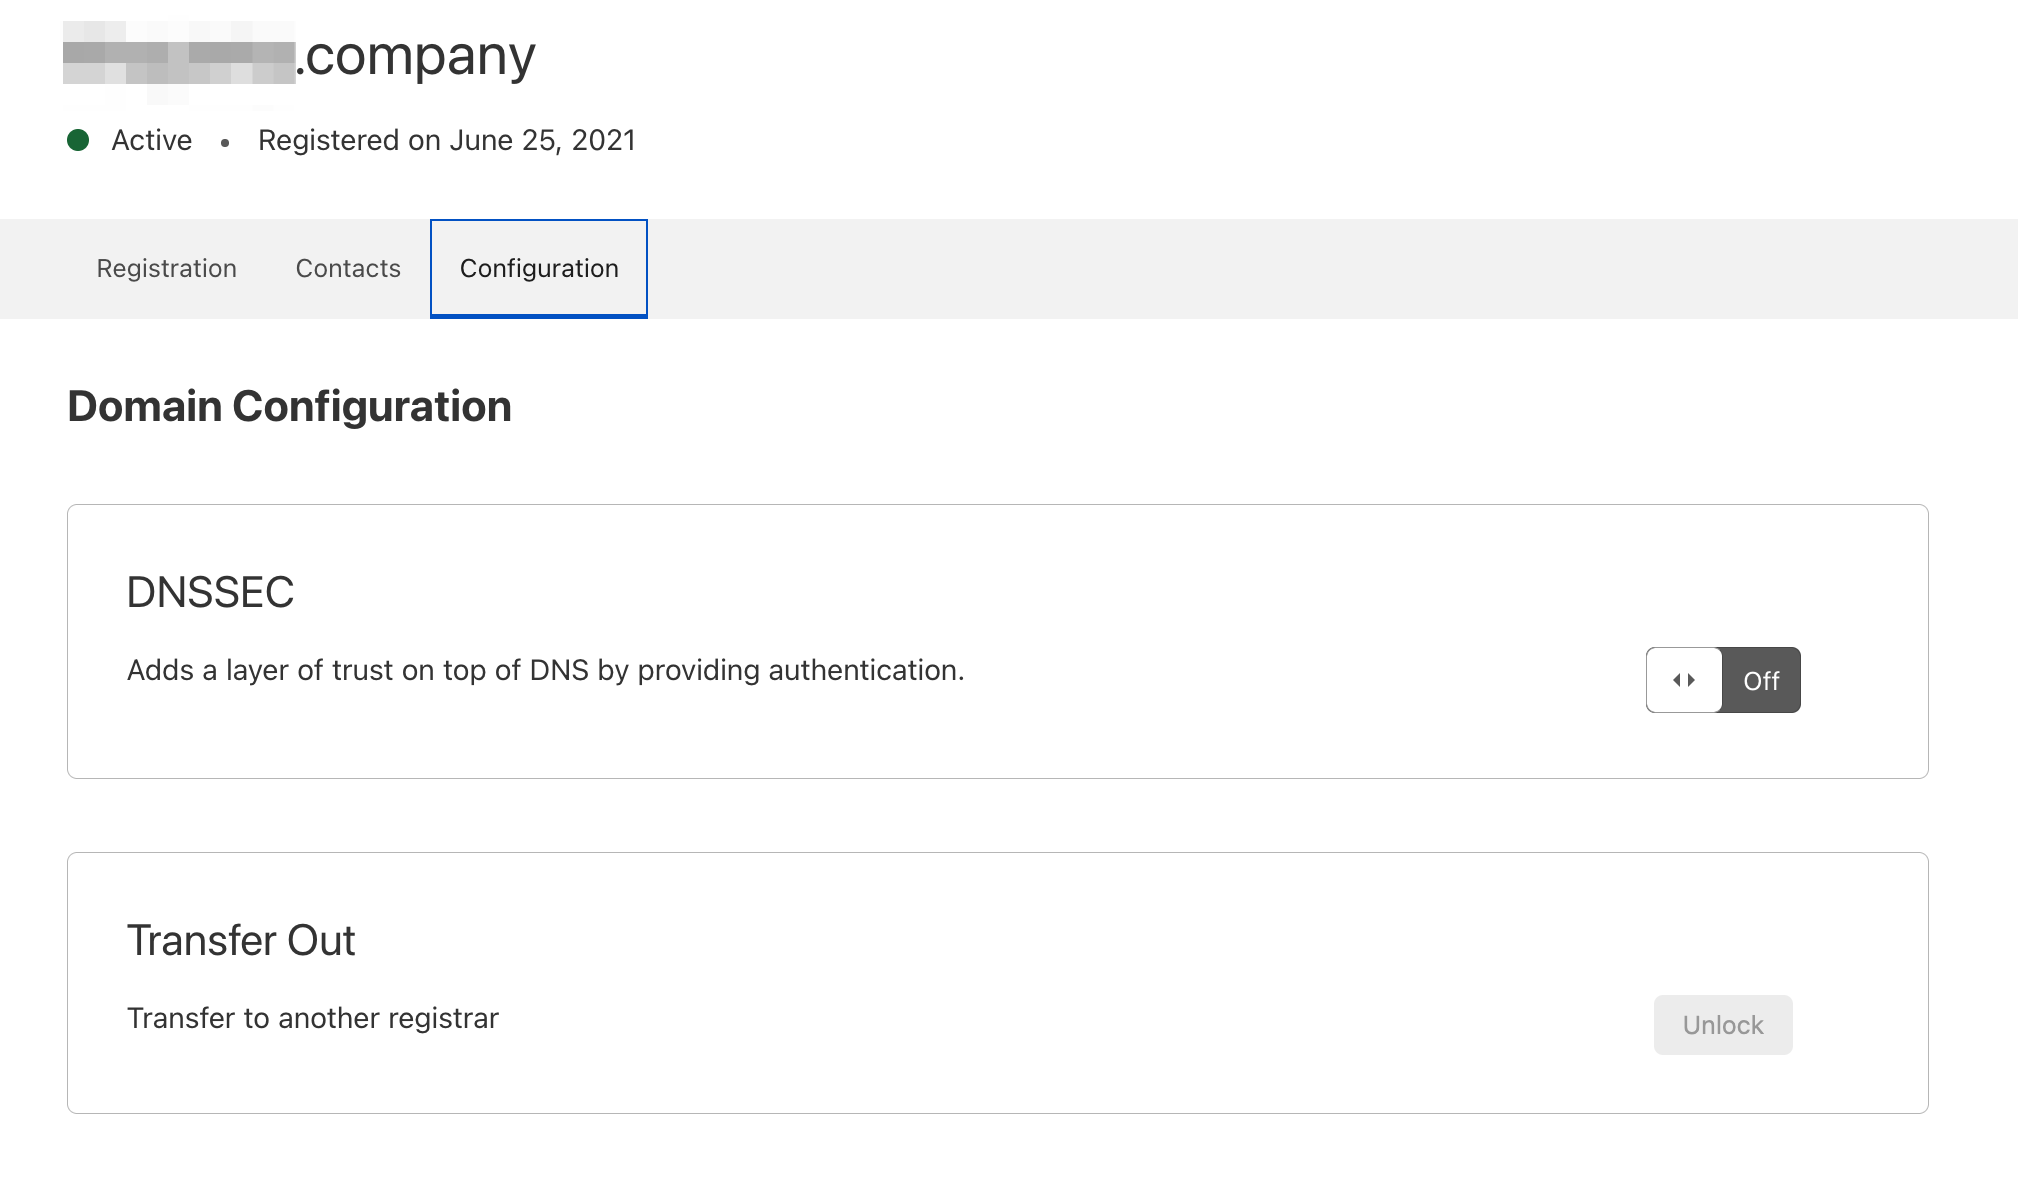 .company
Active • Registered on June 25, 2021
Registration Contacts Configuration
Domain Configuration
DNSSEC
Adds a layer of trust on top of DNS by providing authentication.
Off
Transfer Out
Transfer to another registrar
Unlock